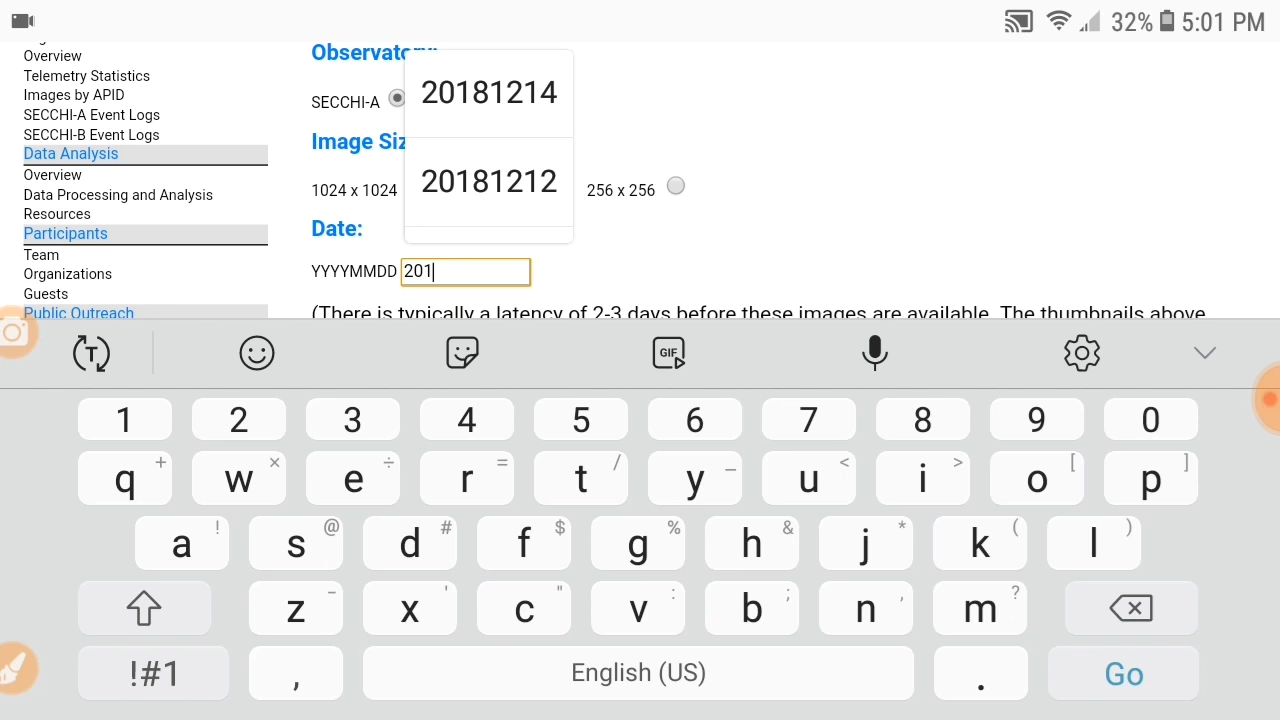 32% 5:01 PM
Overview
Telemetry Statistics
Images by APID
SECCHI-A Event Logs
SECCHI-B Event Logs
Data Analysis
Overview
Data Processing and Analysis
Resources
Participants
Team
Organizations
Guests
Public Outreach
Observatory:
SECCHI-A
20181214
Image Siz
20181212
1024 x 1024 256 x 256
Date:
YYYYMMDD 201
(There is typically a latency of 2-3 days before these images are available. The thumbnails above
T GIF
1 2 3 4 5 6 7 8 9 0
q + w × e ÷ r = t / y _ u < i > o [ p ]
a ! s @ d # f $ g % h & j * k ( l )
z - x ' c " v : b ; n , m ?
!#1 , English (US) . Go